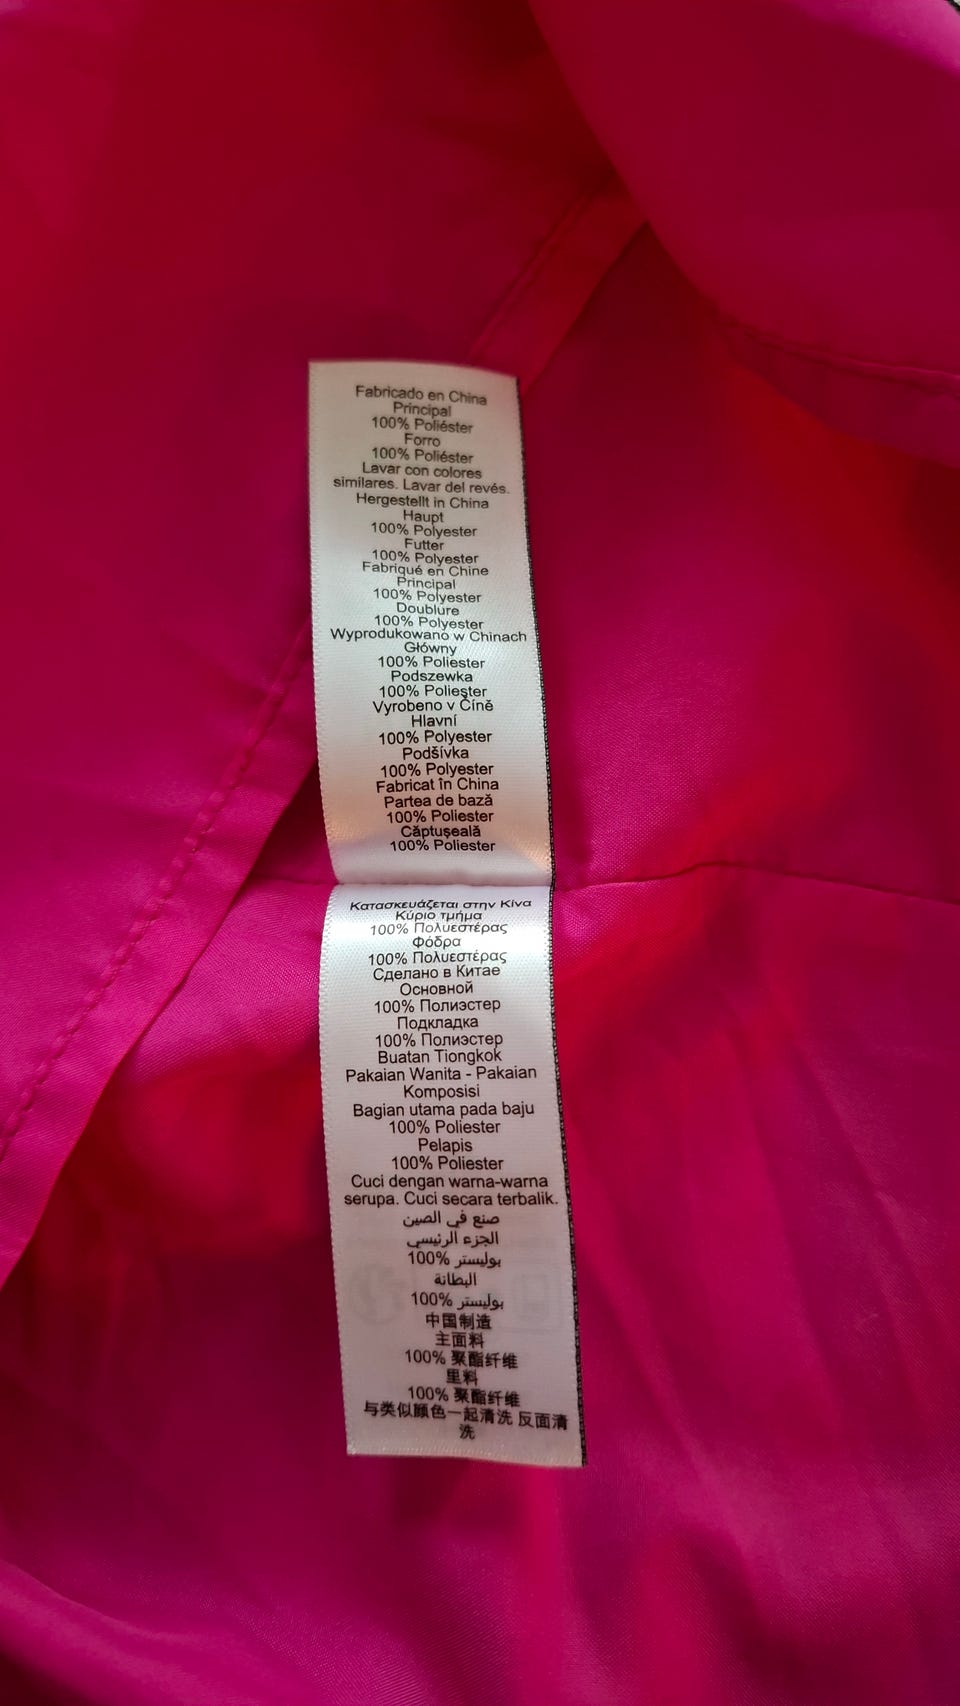 Fabricado en China
Principal
100% Poliéster
Forro
100% Poliéster
Lavar con colores
similares. Lavar del revés.
Hergestellt in China
Haupt
100% Polyester
Futter
100% Polyester
Fabriqué en Chine
Principal
100% Polyester
Doublure
100% Polyester
Wyprodukowano w Chinach
Główny
100% Poliester
Podszewka
100% Poliester
Vyrobeno v Číně
Hlavní
100% Polyester
Podšívka
100% Polyester
Fabricat în China
Partea de bază
100% Poliester
Căptușeală
100% Poliester
Κατασκευάζεται στην Κίνα
Κύριο τμήμα
100% Πολυεστέρας
Φόδρα
100% Πολυεστέρας
Сделано в Китае
Основной
100% Полиэстер
Подкладка
100% Полиэстер
Buatan Tiongkok
Pakaian Wanita - Pakaian
Komposisi
Bagian utama pada baju
100% Poliester
Pelapis
100% Poliester
Cuci dengan warna-warna
serupa. Cuci secara terbalik.
صنع في الصين
الجزء الرئيسي
100% بوليستر
البطانة
100% بوليستر
中国制造
主面料
100% 聚酯纤维
里料
100% 聚酯纤维
与类似颜色一起清洗 反面清
洗